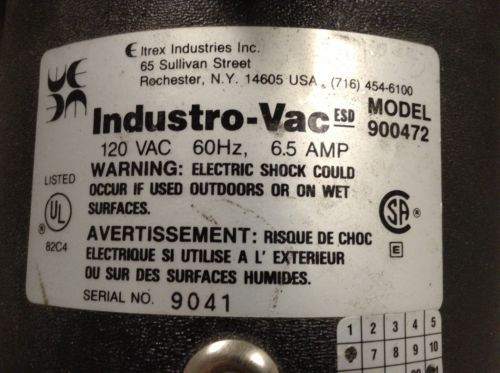 Eltrex Industries Inc.
65 Sullivan Street
Rochester, N.Y. 14605 USA (716) 454-6100
Industro-Vac ESD MODEL 900472
120 VAC 60Hz, 6.5 AMP
WARNING: ELECTRIC SHOCK COULD
OCCUR IF USED OUTDOORS OR ON WET
SURFACES.
LISTED
UL
®
82C4
SA
E
AVERTISSEMENT: RISQUE DE CHOC
ELECTRIQUE SI UTILISE A L' EXTERIEUR
OU SUR DES SURFACES HUMIDES.
SERIAL NO. 9041
1 2 3 4 5
7 8 9 10